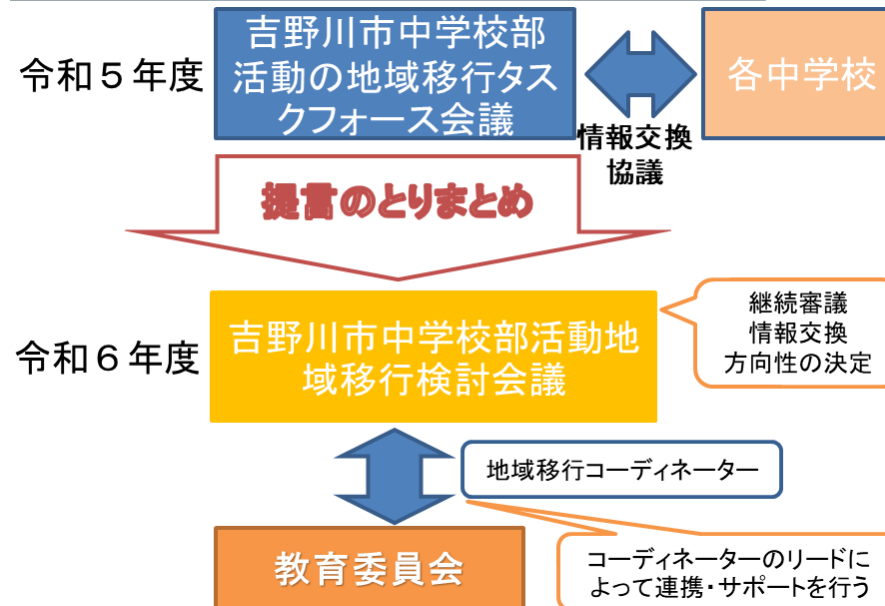 令和５年度
吉野川市中学校部
活動の地域移行タス
クフォース会議
情報交換
協議
各中学校
提言のとりまとめ
令和６年度
吉野川市中学校部活動地
域移行検討会議
継続審議
情報交換
方向性の決定
地域移行コーディネーター
教育委員会
コーディネーターのリードに
よって連携・サポートを行う